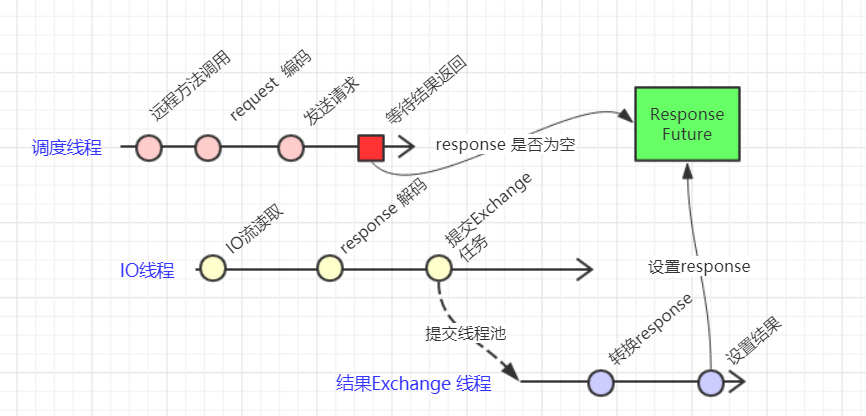 远程方法调用
request 编码
发送请求
等待结果返回
调度线程
response 是否为空
Response
Future
IO流读取
response 解码
提交Exchange
任务
IO线程
设置response
提交线程池
转换response
设置结果
结果Exchange 线程